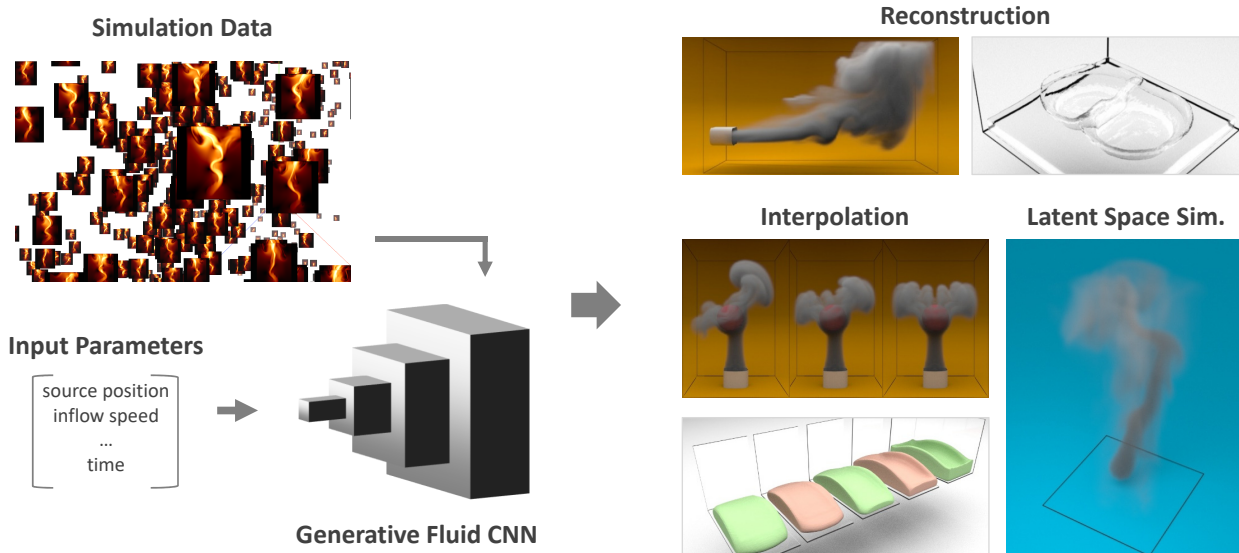 Simulation Data
Input Parameters
source position
inflow speed
...
time
Generative Fluid CNN
Reconstruction
Interpolation
Latent Space Sim.